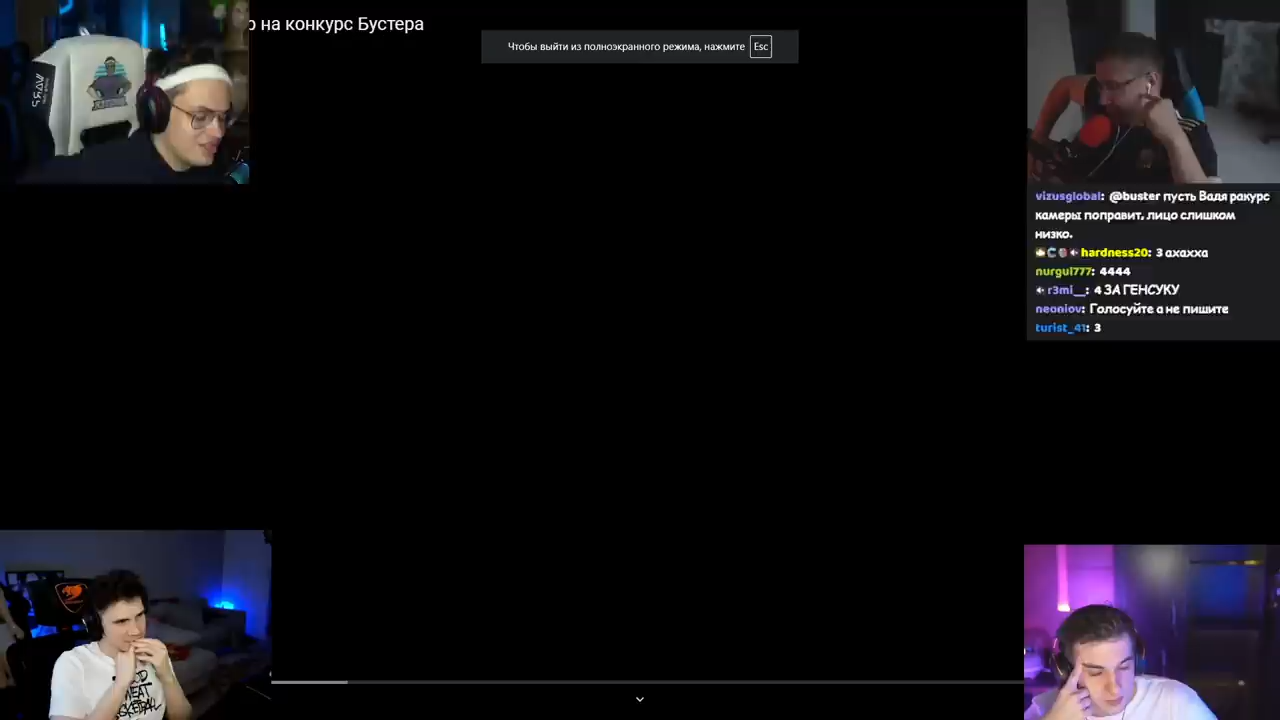 на конкурс Бустера
Чтобы выйти из полноэкранного режима, нажмите Esc
vizusglobal: @buster пусть Вадя ракурс
камеры поправит, лицо слишком
низко.
hardness20: 3 ахахха
nurgul777: 4444
r3mi__: 4 ЗА ГЕНСУКУ
neoniov: Голосуйте а не пишите
turist_41: 3